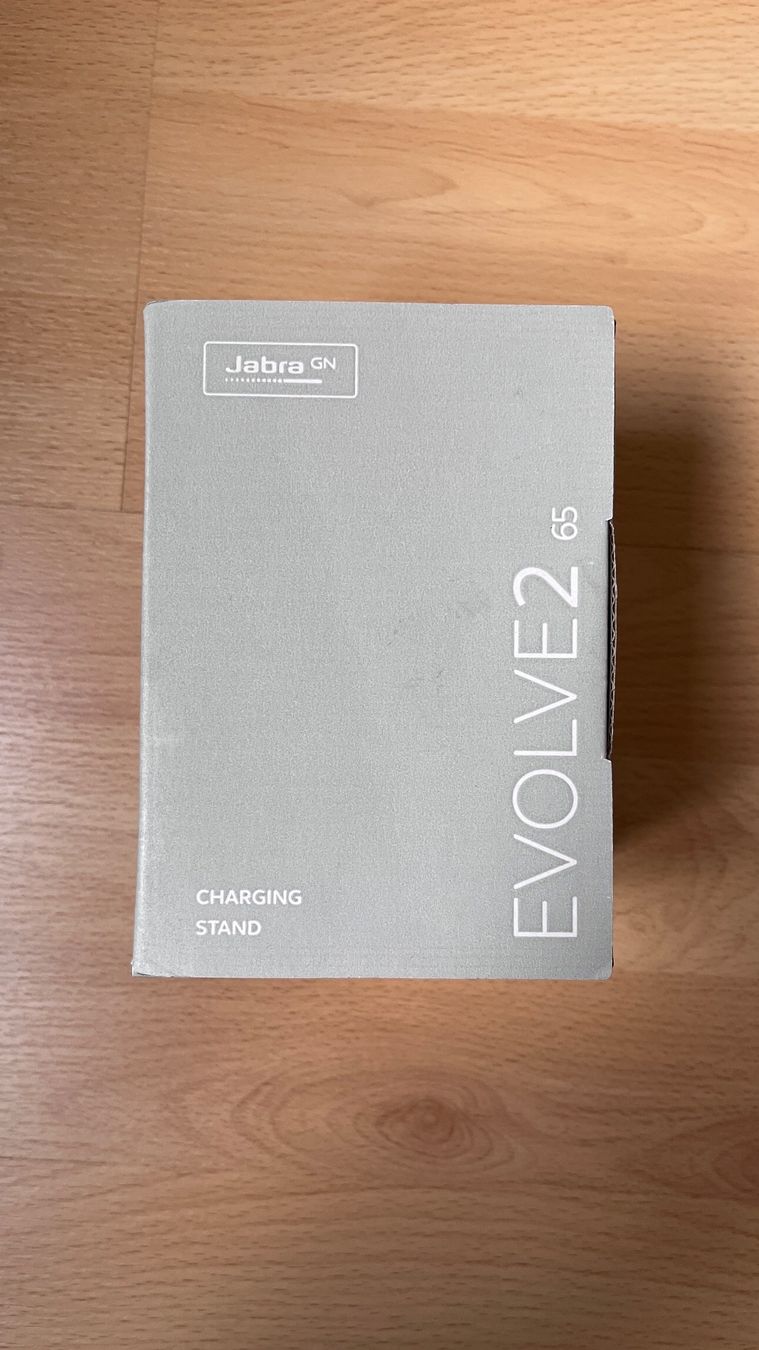 Jabra GN
EVOLVE2 65
CHARGING
STAND